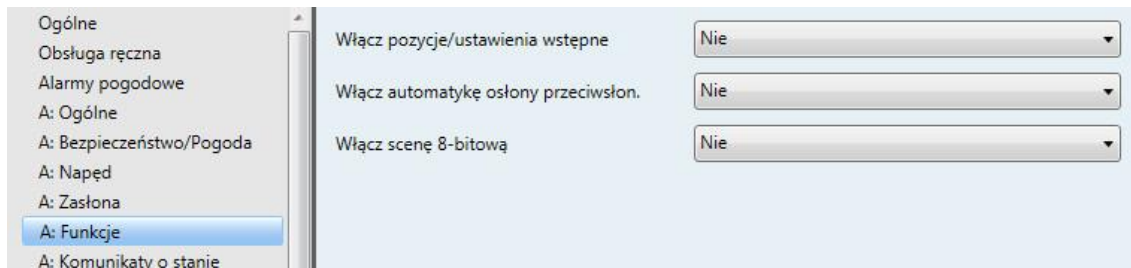 Ogólne
Obsługa ręczna
Alarmy pogodowe
A: Ogólne
A: Bezpieczeństwo/Pogoda
A: Napęd
A: Zasłona
A: Funkcje
A: Komunikaty o stanie
Włącz pozycje/ustawienia wstępne Nie
Włącz automatykę osłony przeciwsłon. Nie
Włącz scenę 8-bitową Nie